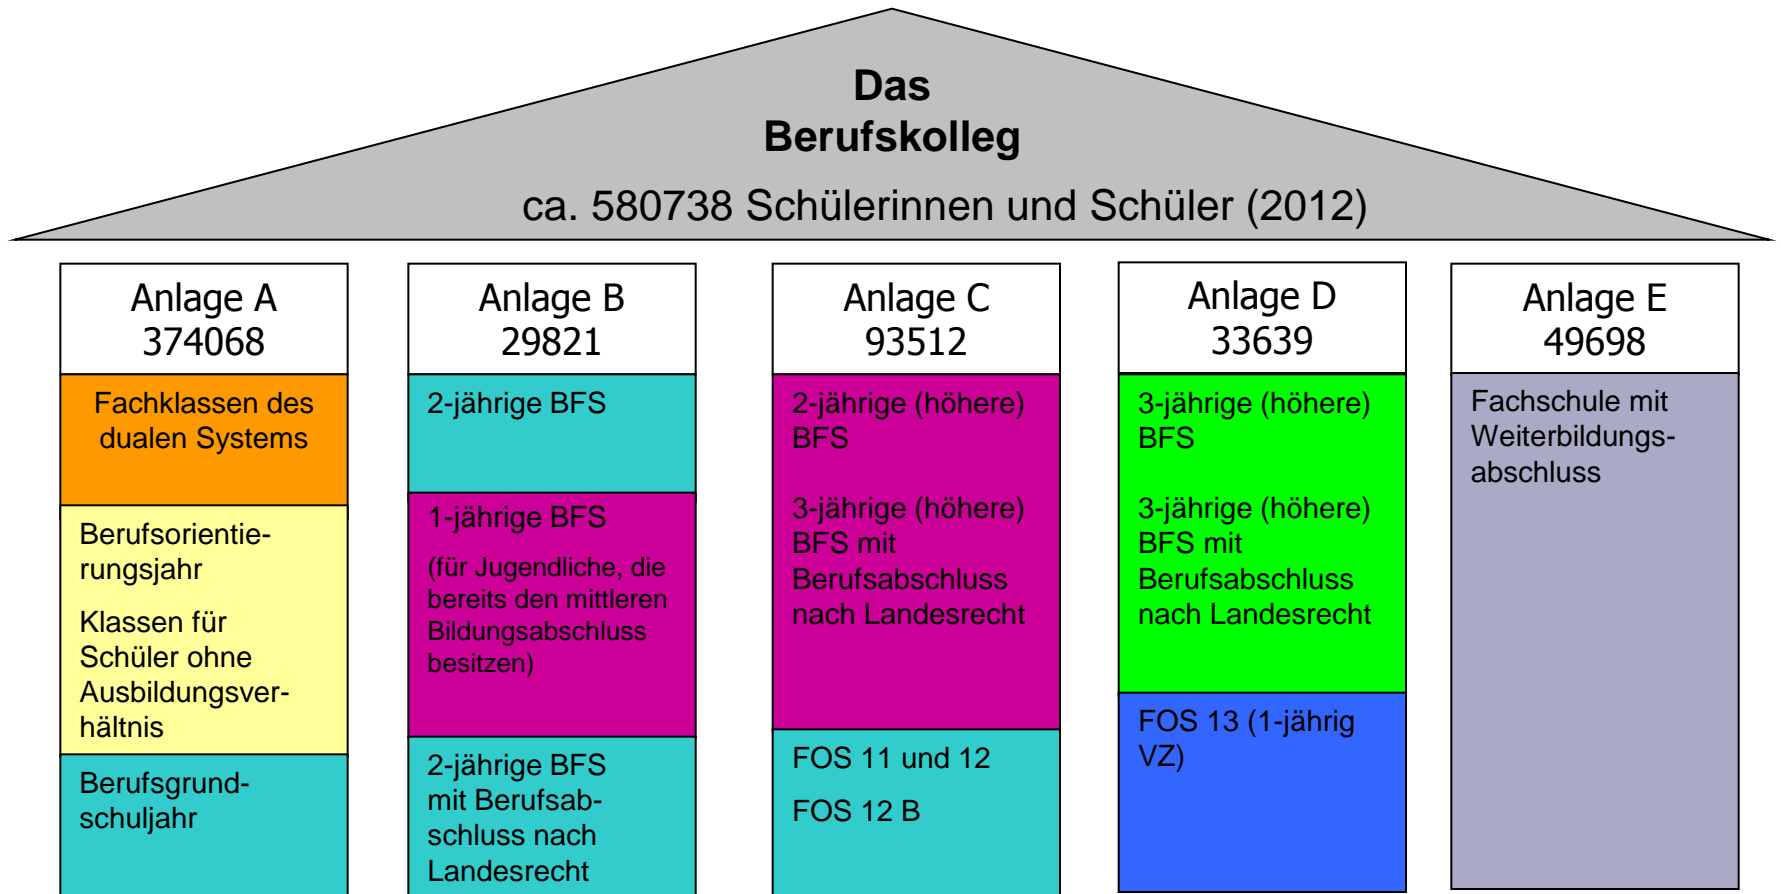 Das
Berufskolleg
ca. 580738 Schülerinnen und Schüler (2012)
Anlage A
374068
Fachklassen des
dualen Systems
Berufsorientie-
rungsjahr
Klassen für
Schüler ohne
Ausbildungsver-
hältnis
Berufsgrund-
schuljahr
Anlage B
29821
2-jährige BFS
1-jährige BFS
(für Jugendliche, die
bereits den mittleren
Bildungsabschluss
besitzen)
2-jährige BFS
mit Berufsab-
schluss nach
Landesrecht
Anlage C
93512
2-jährige (höhere)
BFS
3-jährige (höhere)
BFS mit
Berufsabschluss
nach Landesrecht
FOS 11 und 12
FOS 12 B
Anlage D
33639
3-jährige (höhere)
BFS
3-jährige (höhere)
BFS mit
Berufsabschluss
nach Landesrecht
FOS 13 (1-jährig
VZ)
Anlage E
49698
Fachschule mit
Weiterbildungs-
abschluss